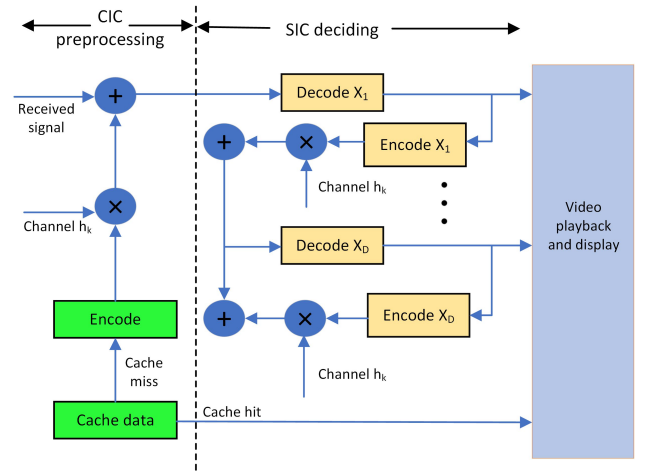 CIC
preprocessing
SIC deciding
Received
signal
+
Decode X1
Encode X1
+
×
Channel hk
×
Channel hk
Video
playback
and display
Decode XD
Encode
Encode XD
+
×
Cache
miss
Channel hk
Cache data
Cache hit